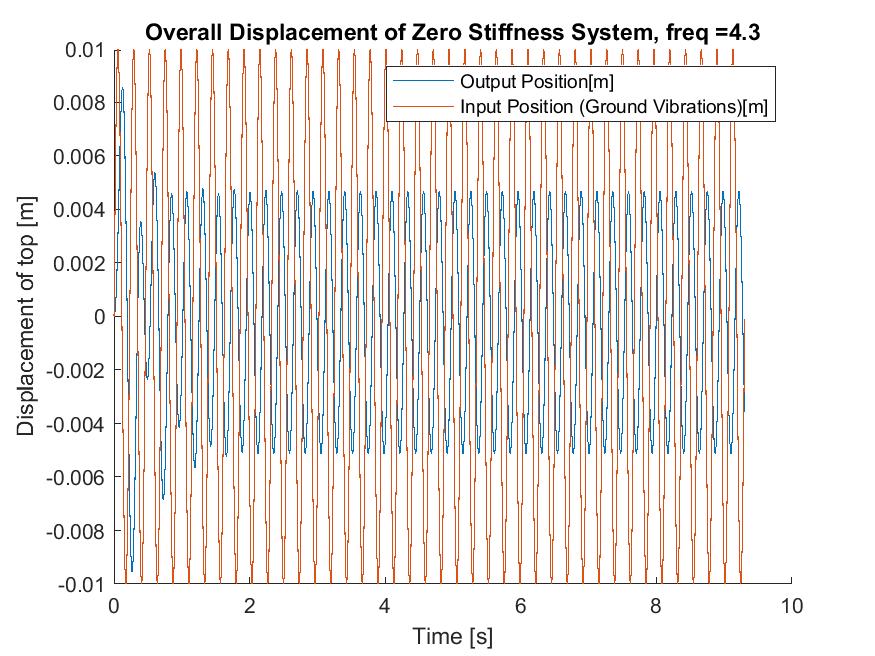 Overall Displacement of Zero Stiffness System, freq =4.3
Output Position[m]
Input Position (Ground Vibrations)[m]
Displacement of top [m]
0.01
0.008
0.006
0.004
0.002
0
-0.002
-0.004
-0.006
-0.008
-0.01
0 2 4 6 8 10
Time [s]